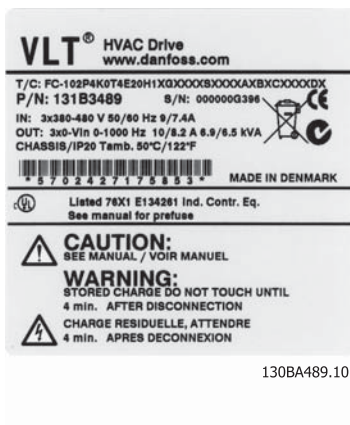 VLT® HVAC Drive
www.danfoss.com
T/C: FC-102P4K0T4E20H1XGXXXXSXXXXAXBXCXXXXDX
P/N: 131B3489 S/N: 000000G396
IN: 3x380-480 V 50/60 Hz 9/7.4A
OUT: 3x0-Vin 0-1000 Hz 10/8.2 A 6.9/6.5 kVA
CHASSIS/IP20 Tamb. 50°C/122°F
*5702427175853* MADE IN DENMARK
c UL Listed 76X1 E134261 Ind. Contr. Eq.
See manual for prefuse
CAUTION:
SEE MANUAL / VOIR MANUEL
WARNING:
STORED CHARGE DO NOT TOUCH UNTIL
4 min. AFTER DISCONNECTION
CHARGE RESIDUELLE, ATTENDRE
4 min. APRES DECONNEXION
130BA489.10